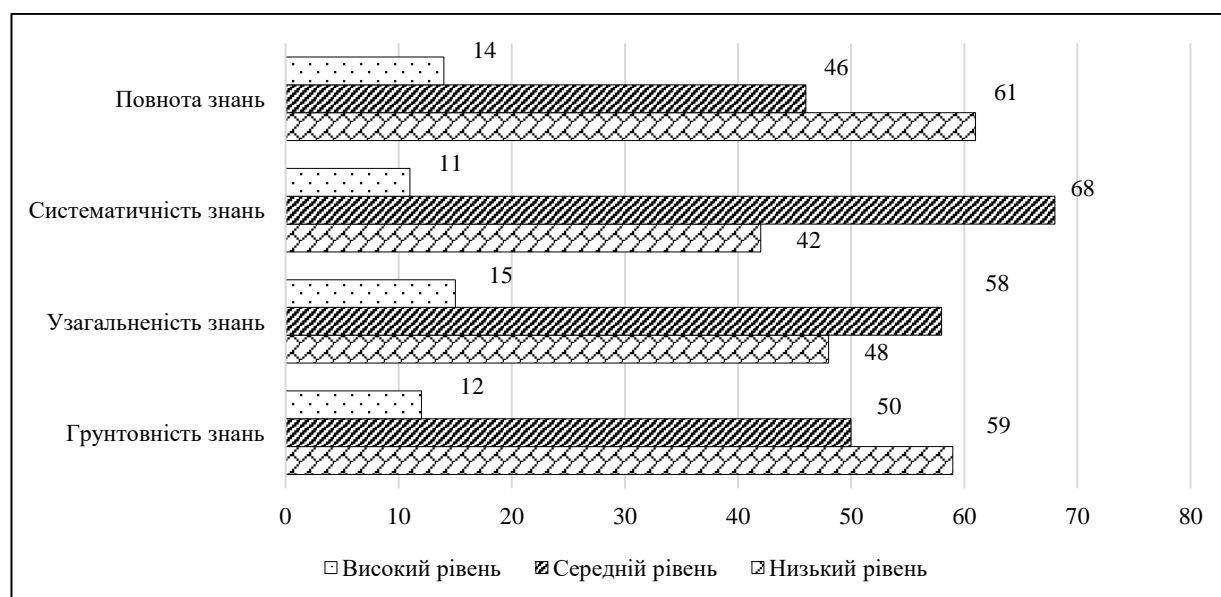 14 46 61
Повнота знань
11 68
Систематичність знань
42
15 58
Узагальненість знань
48
12 50 59
Грунтовність знань
0 10 20 30 40 50 60 70 80
Високий рівень Середній рівень Низький рівень